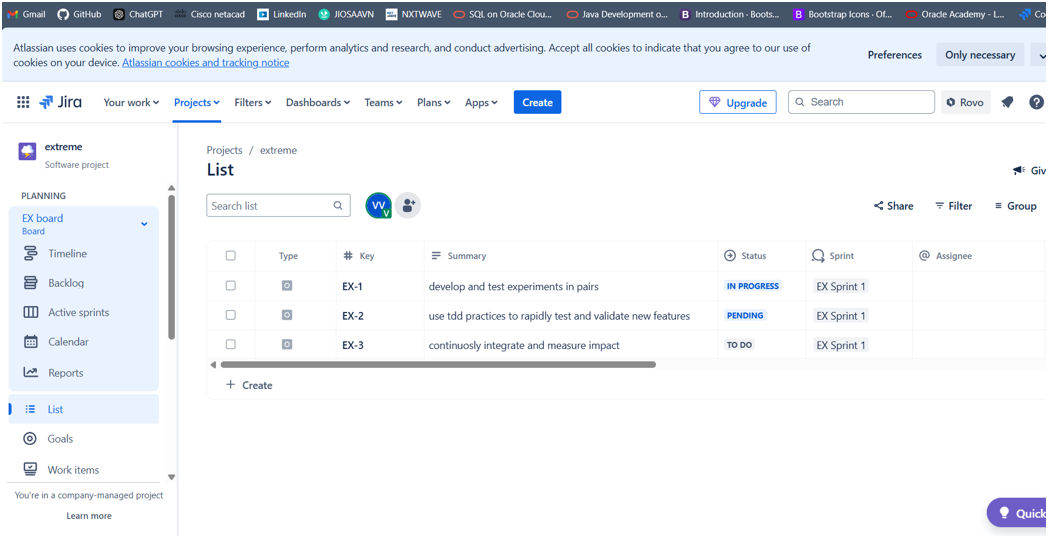 Gmail GitHub ChatGPT Cisco netacad LinkedIn JIOSAAVN NXTWAVE SQL on Oracle Clou... Java Development o... Introduction · Boots... Bootstrap Icons · Of... Oracle Academy - L... Co
Atlassian uses cookies to improve your browsing experience, perform analytics and research, and conduct advertising. Accept all cookies to indicate that you agree to our use of
cookies on your device. Atlassian cookies and tracking notice
Preferences Only necessary
Jira Your work Projects Filters Dashboards Teams Plans Apps Create Upgrade Search Rovo
extreme
Software project
PLANNING
EX board
Board
Timeline
Backlog
Active sprints
Calendar
Reports
List
Goals
Work items
You're in a company-managed project
Learn more
Projects / extreme
List
Giv
Search list VV V Share Filter Group
Type Key Summary Status Sprint Assignee
EX-1 develop and test experiments in pairs IN PROGRESS EX Sprint 1
EX-2 use tdd practices to rapidly test and validate new features PENDING EX Sprint 1
EX-3 continuosly integrate and measure impact TO DO EX Sprint 1
+ Create
Quick